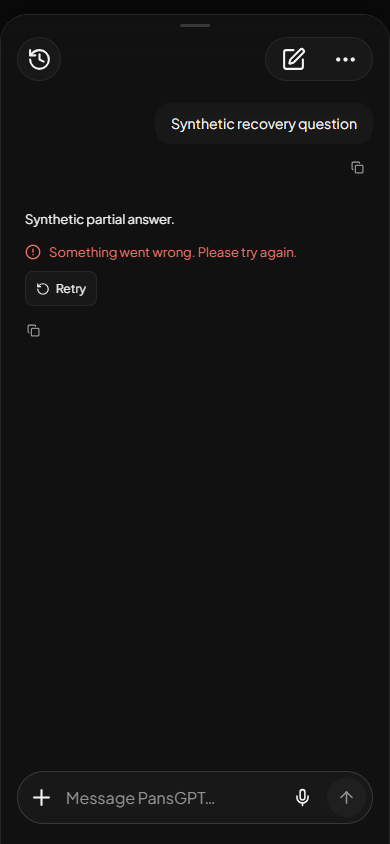 Synthetic recovery question
Synthetic partial answer.
Something went wrong. Please try again.
Retry
Message PansGPT...